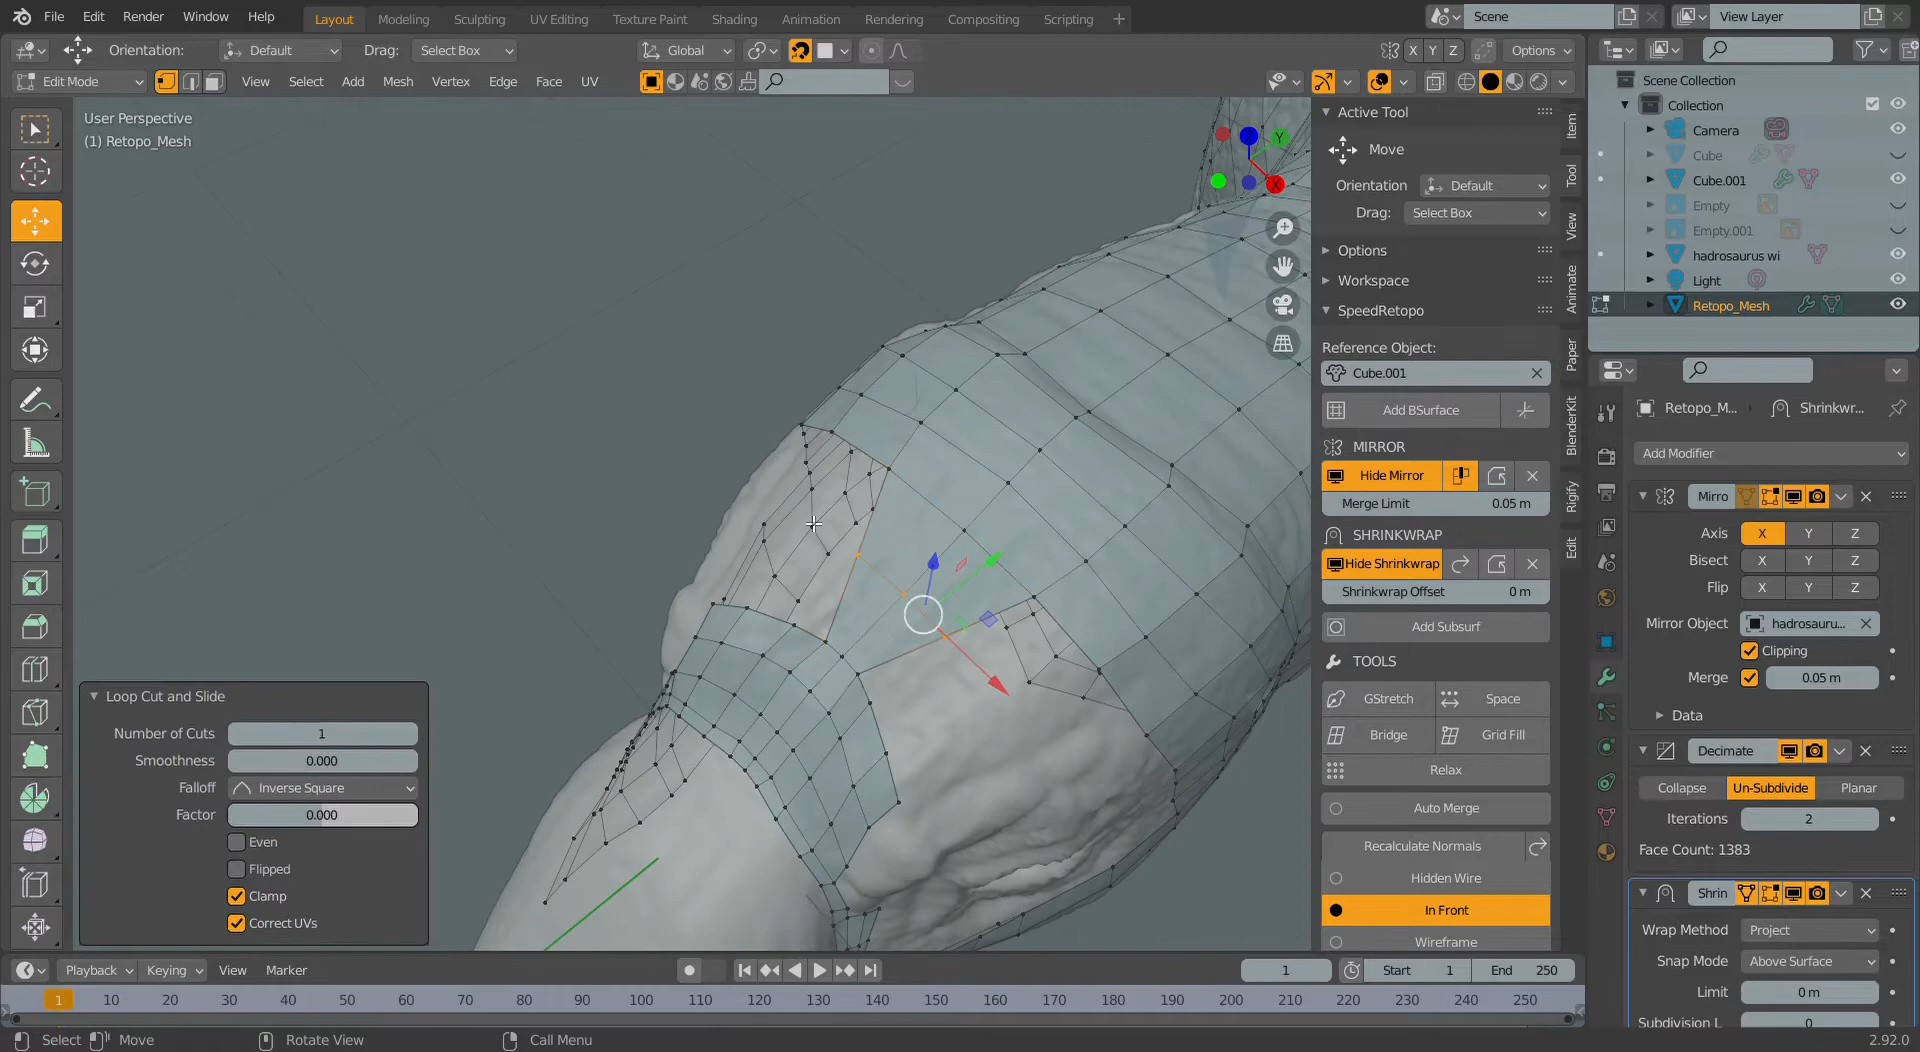 File Edit Render Window Help
Layout Modeling Sculpting UV Editing Texture Paint Shading Animation Rendering Compositing Scripting +
Scene
View Layer
Orientation: Default Drag: Select Box
Global
X Y Z Options
Edit Mode View Select Add Mesh Vertex Edge Face UV
User Perspective
(1) Retopo_Mesh
Z Y X
Active Tool
Move
Orientation Default
Drag: Select Box
Options
Workspace
SpeedRetopo
Reference Object:
Cube.001
Add BSurface
MIRROR
Hide Mirror
Merge Limit 0.05 m
SHRINKWRAP
Hide Shrinkwrap
Shrinkwrap Offset 0 m
Add Subsurf
TOOLS
GStretch Space
Bridge Grid Fill
Relax
Auto Merge
Recalculate Normals
Hidden Wire
In Front
Wireframe
Item
Tool
View
Animate
Paper
BlenderKit
Rigify
Edit
Scene Collection
Collection
Camera
Cube
Cube.001
Empty
Empty.001
hadrosaurus wi
Light
Retopo_Mesh
Retopo_M... Shrinkwr...
Add Modifier
Mirro
Axis X Y Z
Bisect X Y Z
Flip X Y Z
Mirror Object hadrosauru...
Clipping
Merge 0.05 m
Data
Decimate
Collapse Un-Subdivide Planar
Iterations 2
Face Count: 1383
Shrin
Wrap Method Project
Snap Mode Above Surface
Limit 0 m
Subdivision L 0
Loop Cut and Slide
Number of Cuts 1
Smoothness 0.000
Falloff Inverse Square
Factor 0.000
Even
Flipped
Clamp
Correct UVs
Playback Keying View Marker
1 Start 1 End 250
1 10 20 30 40 50 60 70 80 90 100 110 120 130 140 150 160 170 180 190 200 210 220 230 240 250
Select Move Rotate View Call Menu 2.92.0